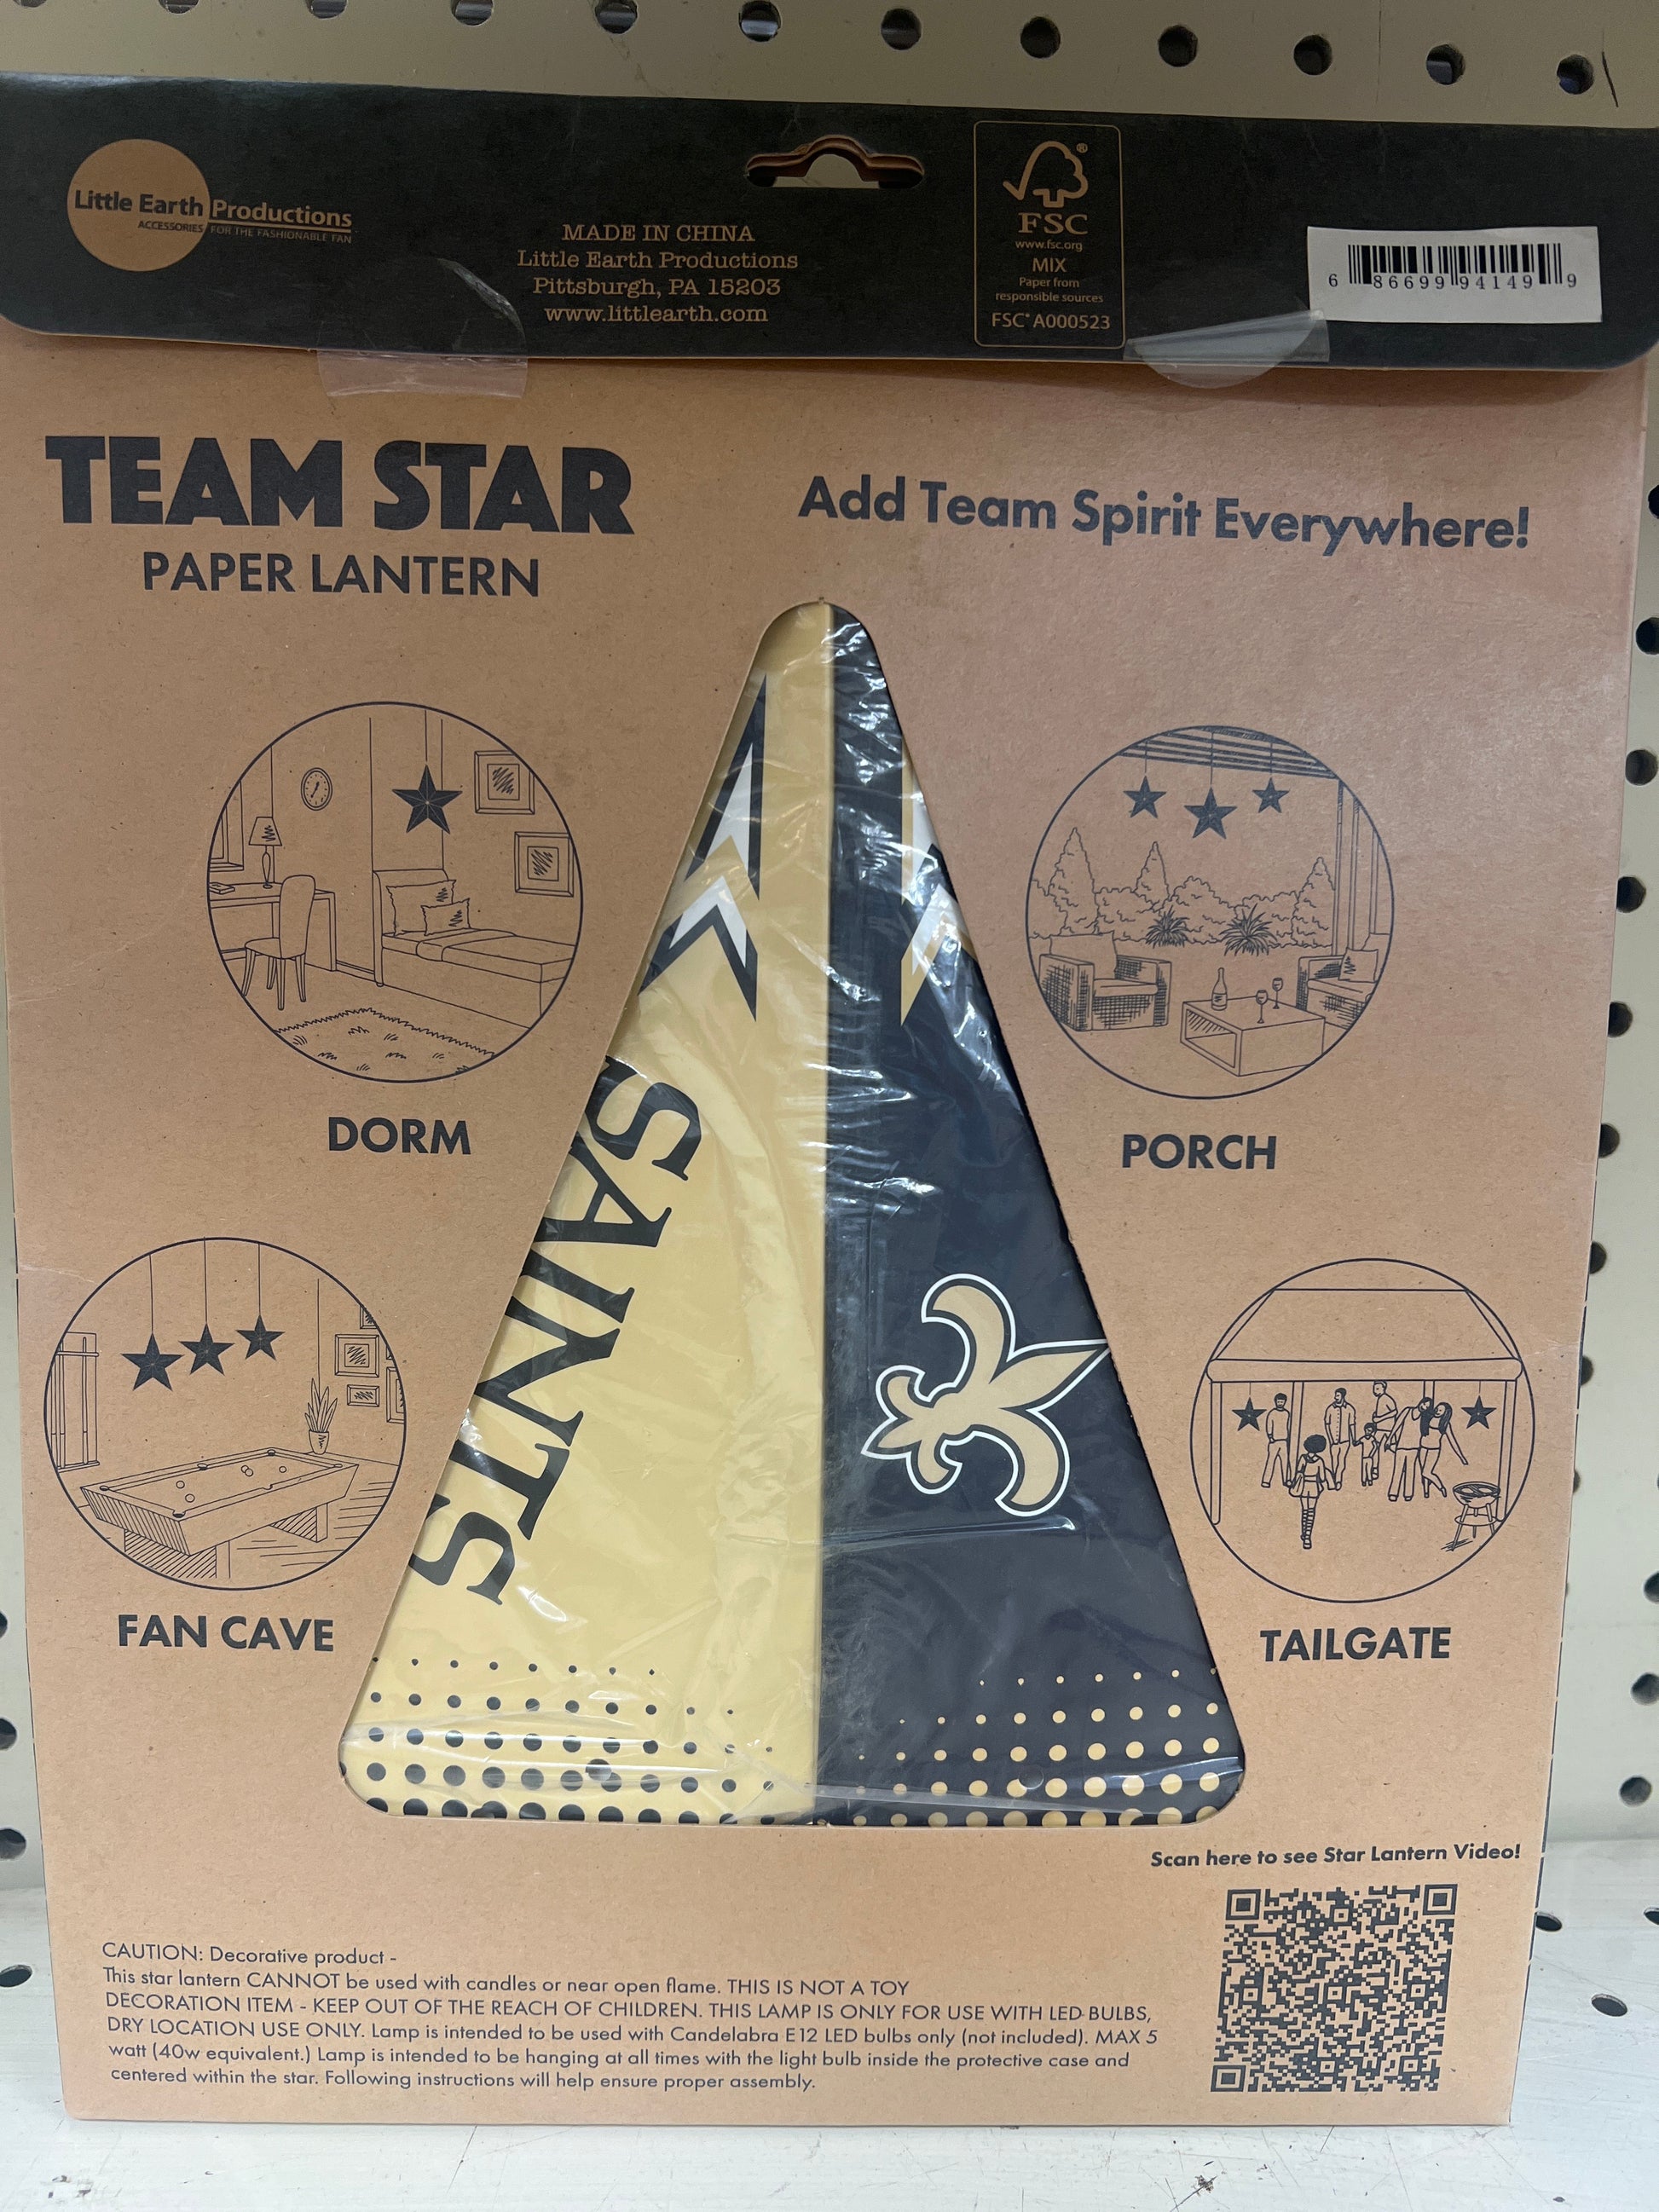 Little Earth Productions
ACCESSORIES FOR THE FASHIONABLE FAN
MADE IN CHINA
Little Earth Productions
Pittsburgh, PA 15203
www.littlearth.com
FSC®
www.fsc.org
MIX
Paper from
responsible sources
FSC® A000523
6 86699 94149 9
TEAM STAR
PAPER LANTERN
Add Team Spirit Everywhere!
DORM
PORCH
SAINTS
FAN CAVE
TAILGATE
Scan here to see Star Lantern Video!
CAUTION: Decorative product -
This star lantern CANNOT be used with candles or near open flame. THIS IS NOT A TOY
DECORATION ITEM - KEEP OUT OF THE REACH OF CHILDREN. THIS LAMP IS ONLY FOR USE WITH LED BULBS,
DRY LOCATION USE ONLY. Lamp is intended to be used with Candelabra E12 LED bulbs only (not included). MAX 5
watt (40w equivalent.) Lamp is intended to be hanging at all times with the light bulb inside the protective case and
centered within the star. Following instructions will help ensure proper assembly.